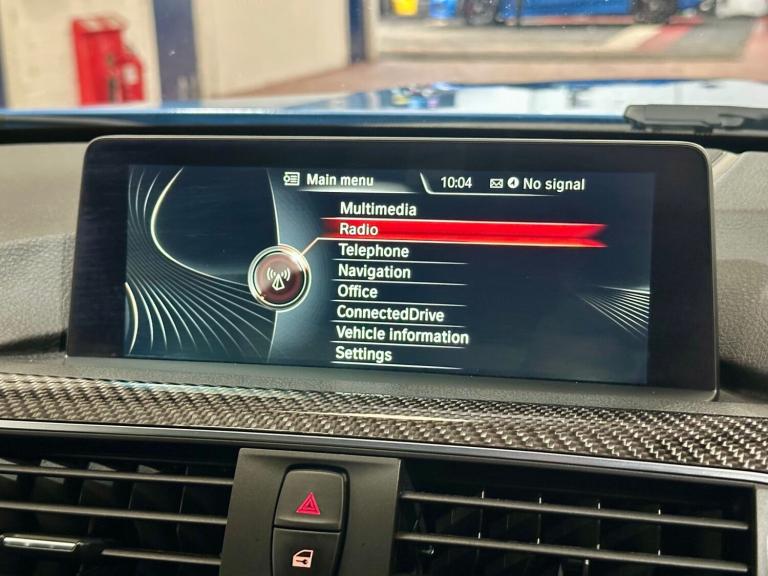 Main menu 10:04 No signal
Multimedia
Radio
Telephone
Navigation
Office
ConnectedDrive
Vehicle information
Settings